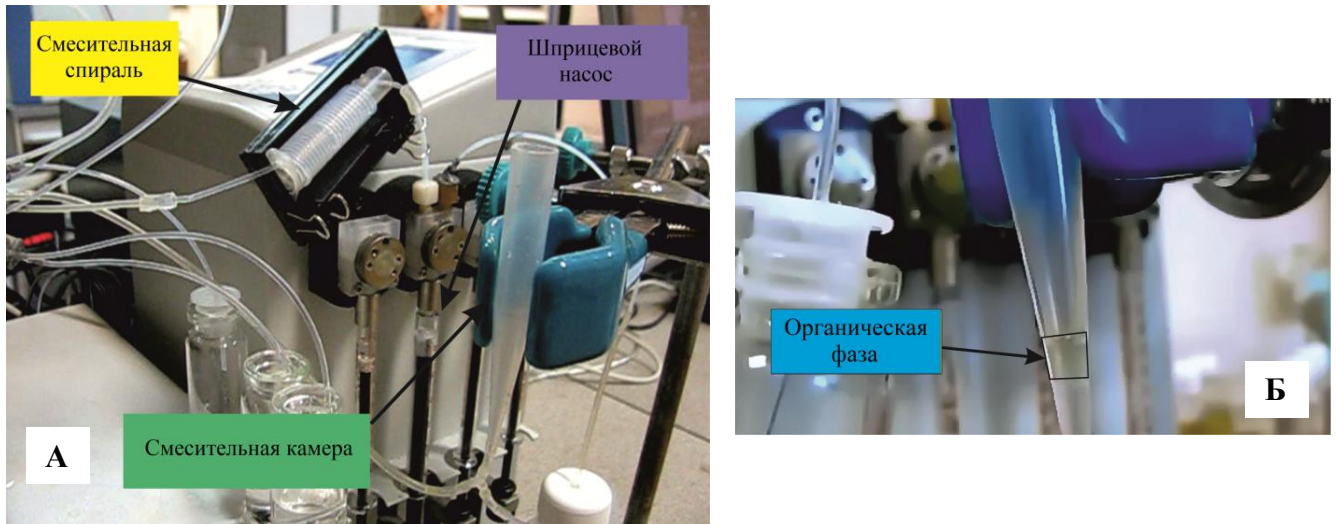 Смесительная
спираль
Шприцевой
насос
Смесительная камера
А
Органическая
фаза
Б